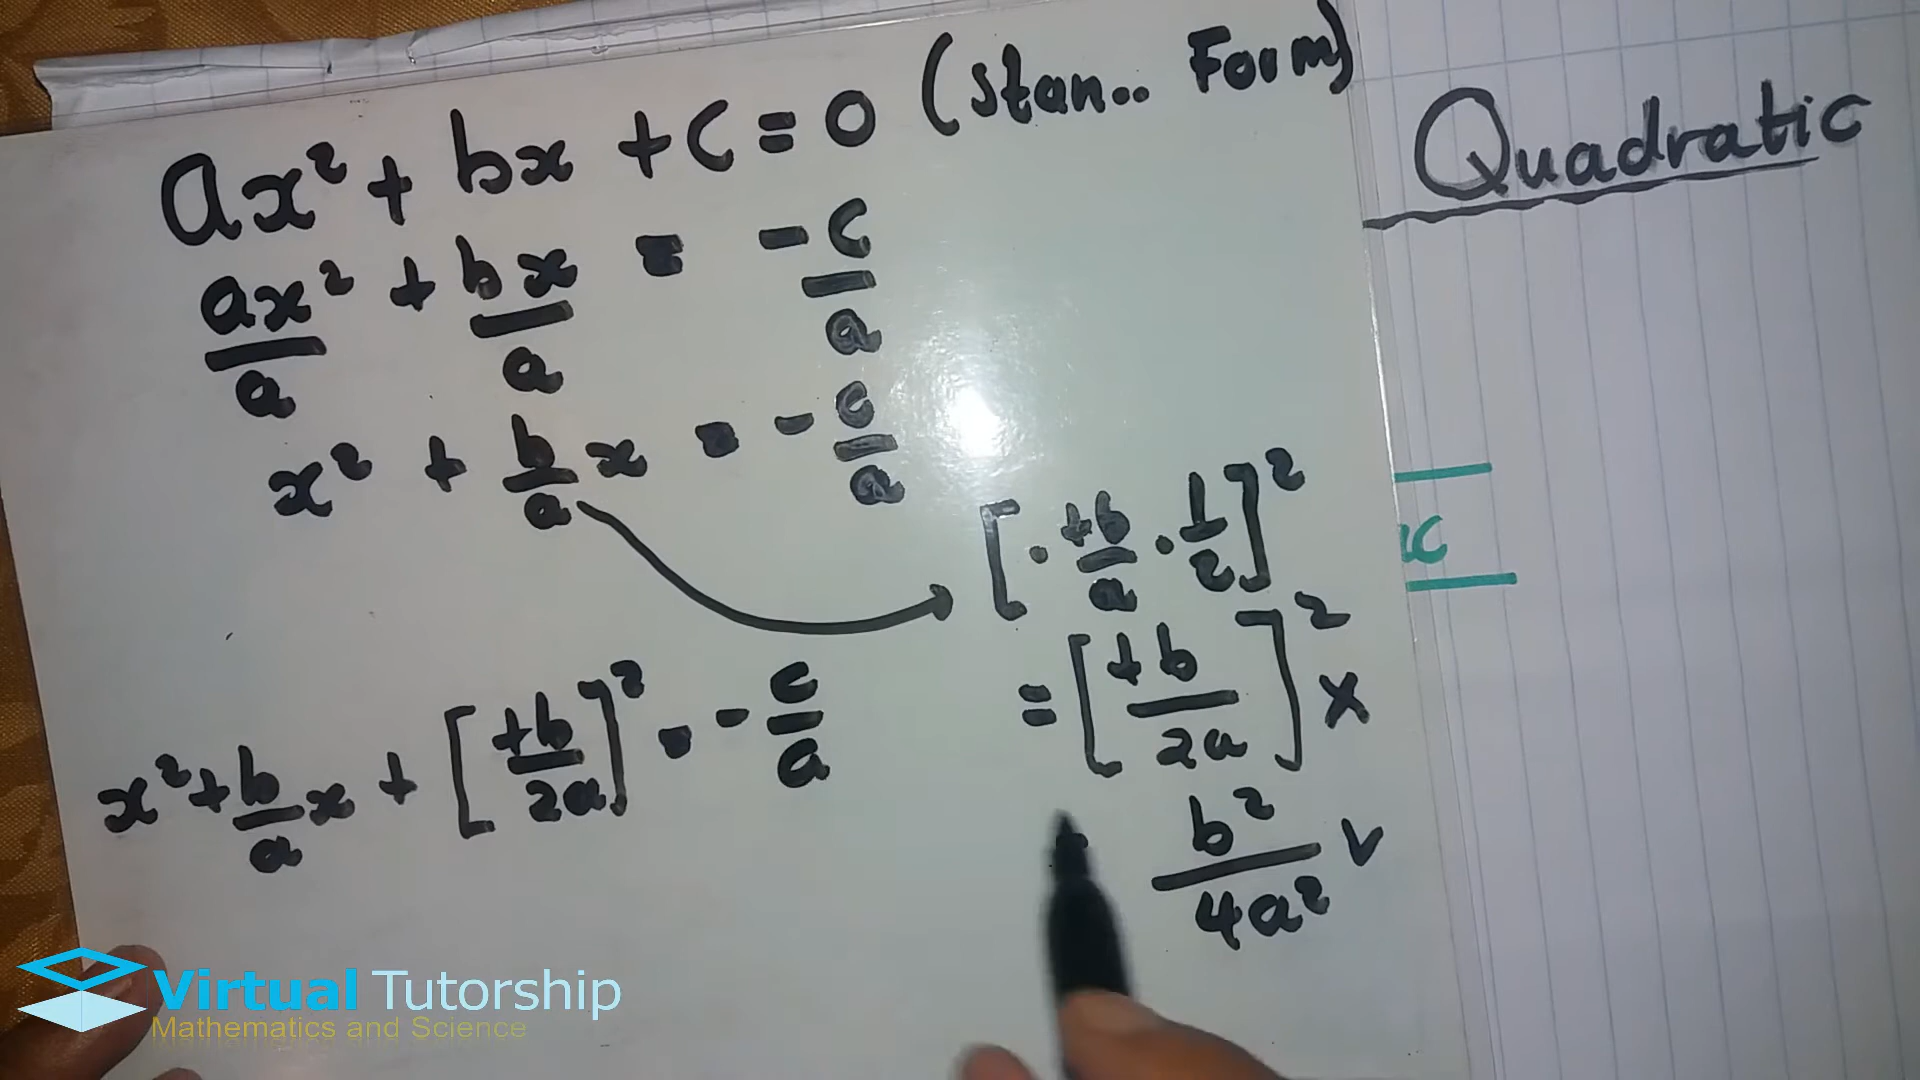 ax² + bx + c = 0 (Stan.. Form)
ax²/a + bx/a = -c/a
x² + b/a x = -c/a
[· +b/a · 1/2]²
= [+b/2a]² x
x² + b/a x + [+b/2a]² = -c/a
b²/4a² v
Quadratic
Virtual Tutorship
Mathematics and Science